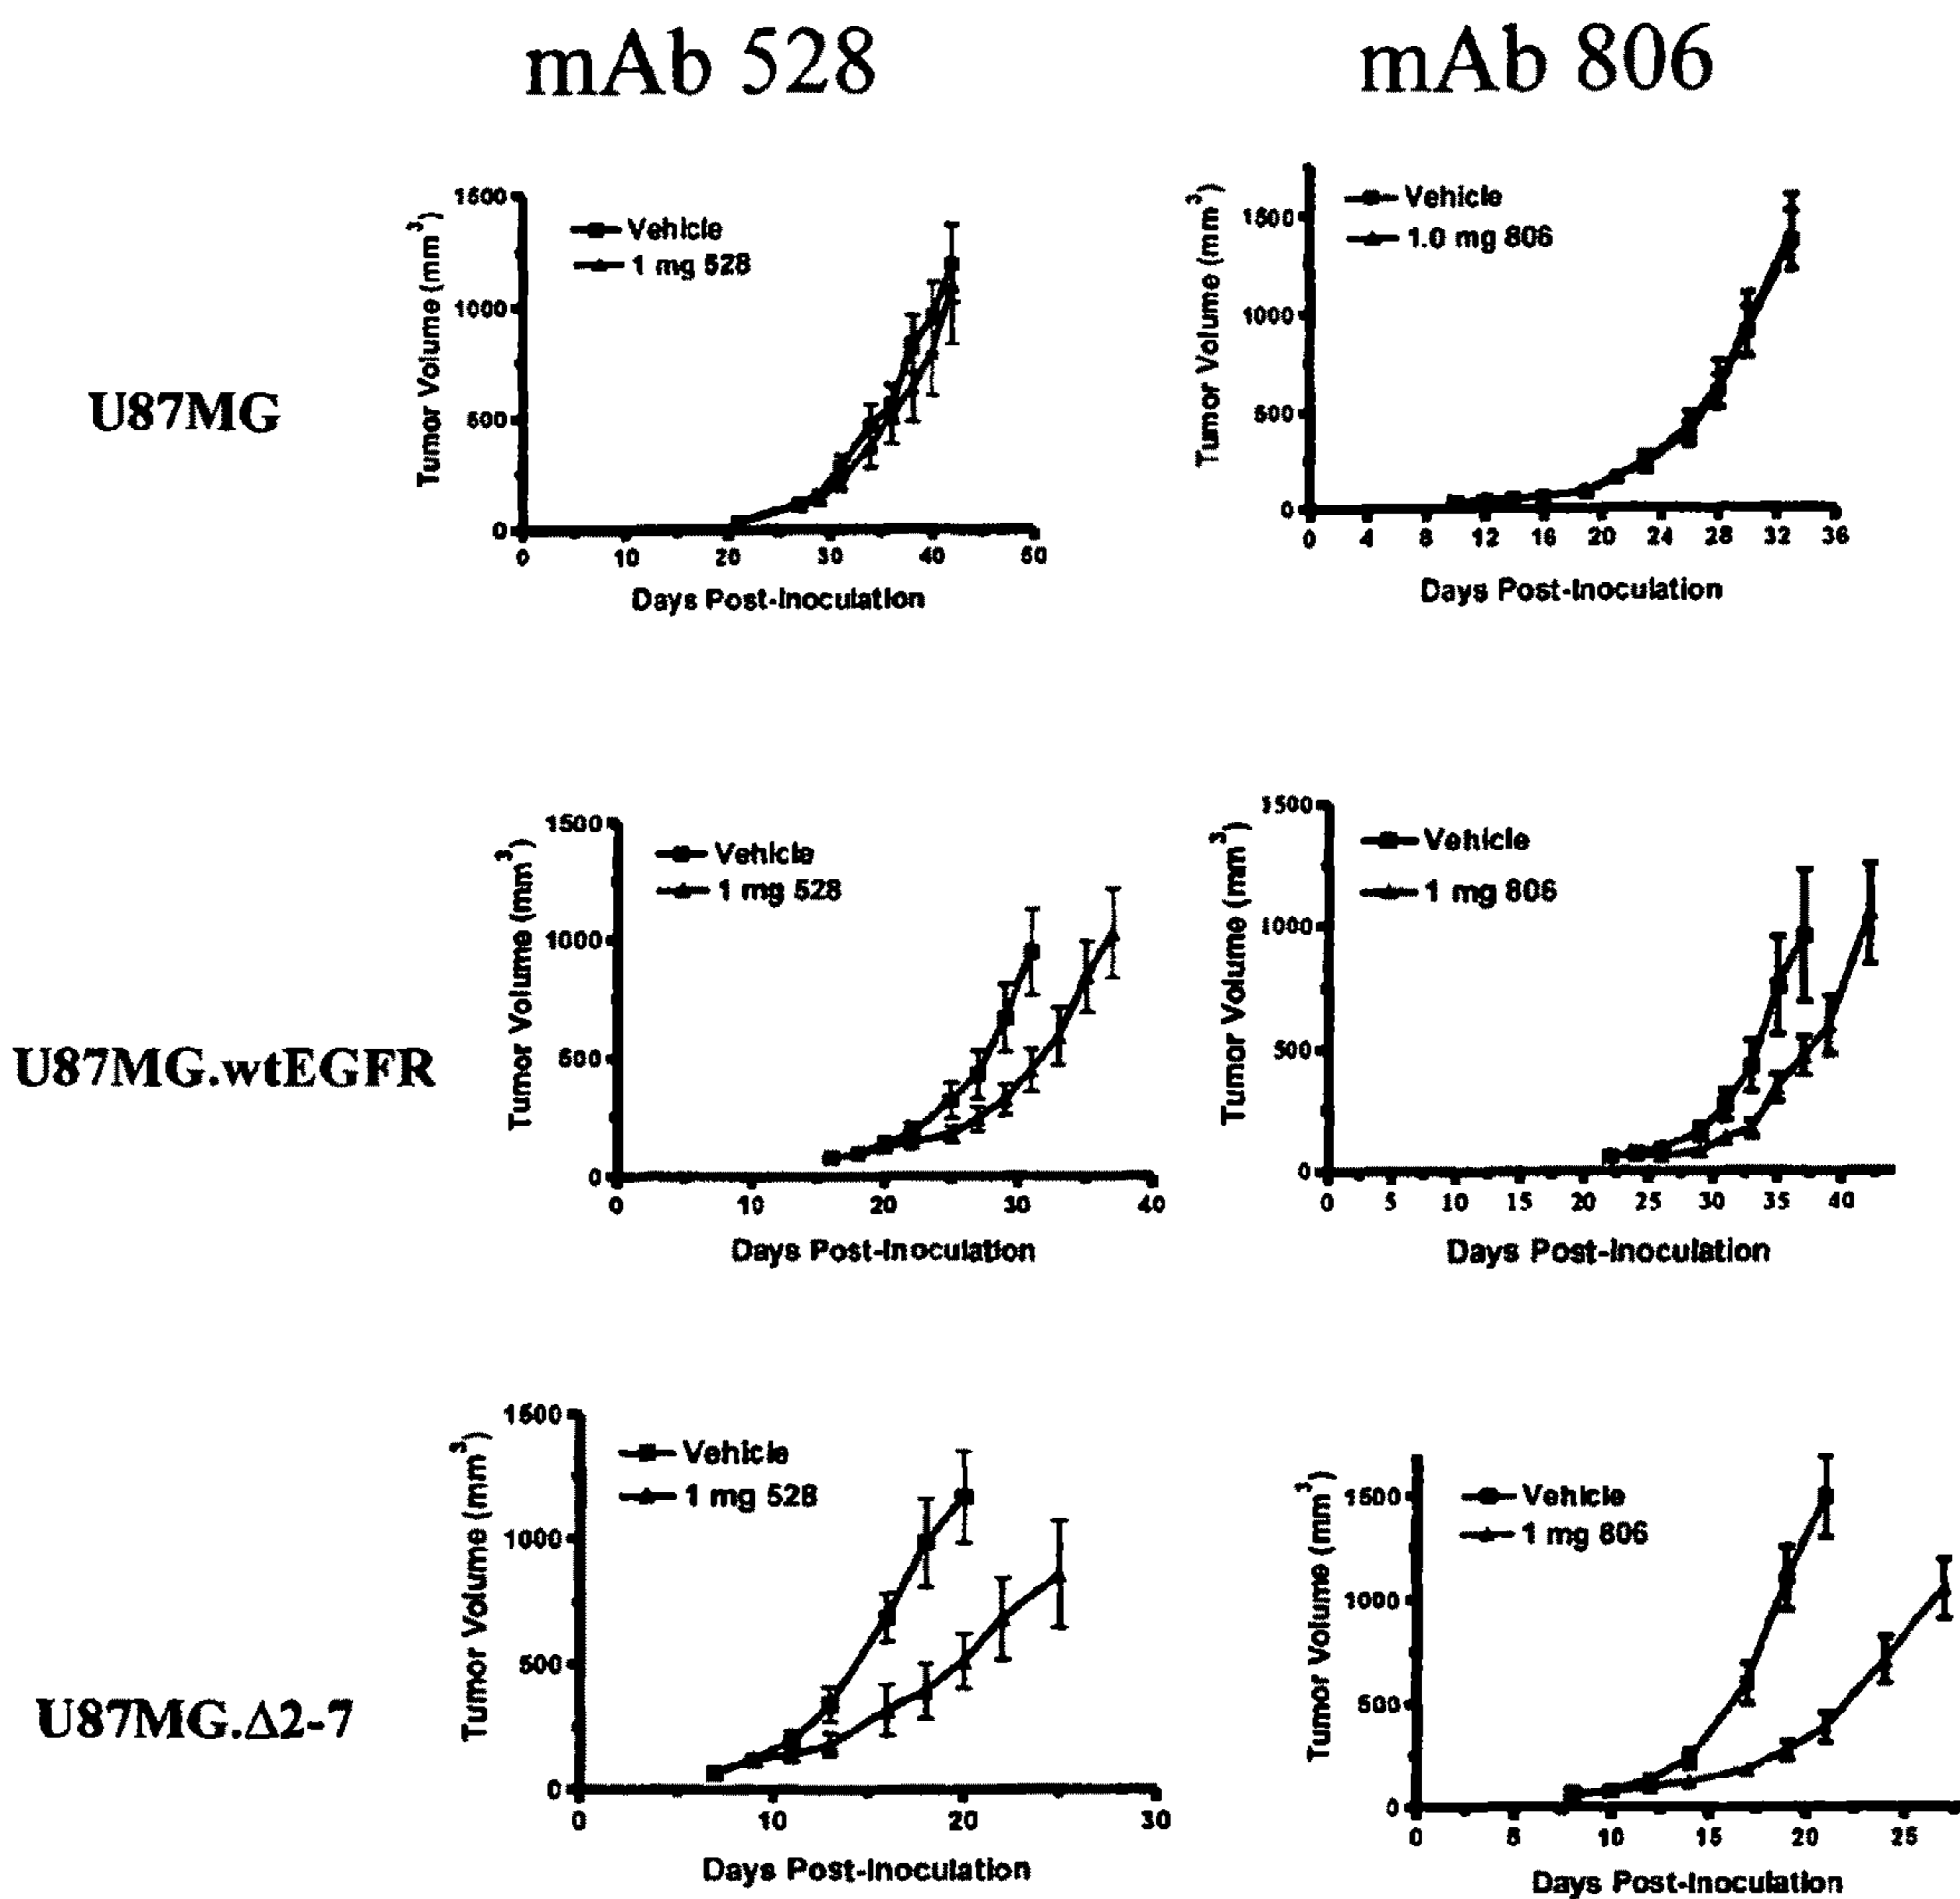 mAb 528
mAb 806
U87MG
Tumor Volume (mm³)
1500
1000
500
0
Vehicle
1 mg 528
0 10 20 30 40 50
Days Post-Inoculation
Tumor Volume (mm³)
1500
1000
500
0
Vehicle
1.0 mg 806
0 4 8 12 16 20 24 28 32 36
Days Post-Inoculation
U87MG.wtEGFR
Tumor Volume (mm³)
1500
1000
500
0
Vehicle
1 mg 528
0 10 20 30 40
Days Post-Inoculation
Tumor Volume (mm³)
1500
1000
500
0
Vehicle
1 mg 806
0 5 10 15 20 25 30 35 40
Days Post-Inoculation
U87MG.Δ2-7
Tumor Volume (mm³)
1500
1000
500
0
Vehicle
1 mg 528
0 10 20 30
Days Post-Inoculation
Tumor Volume (mm³)
1500
1000
500
0
Vehicle
1 mg 806
0 5 10 15 20 25
Days Post-Inoculation